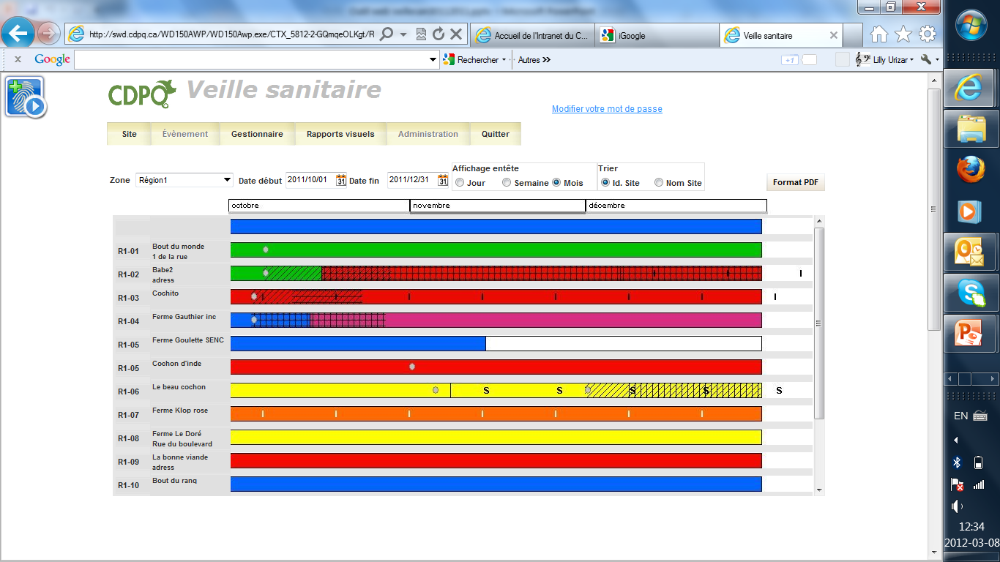 http://swd.cdpq.ca/WD150AWP/WD150Awp.exe/CTX_5812-2-GQmqeOLKgt/R
Accueil de l'Intranet du C...
iGoogle
Veille sanitaire
x Google Rechercher Autres »
+1
Lilly Urizar
CDPQ Veille sanitaire
Modifier votre mot de passe
Site Évènement Gestionnaire Rapports visuels Administration Quitter
Affichage entête Trier
Zone Région1 Date début 2011/10/01 31 Date fin 2011/12/31 31 Jour Semaine Mois Id. Site Nom Site Format PDF
octobre novembre décembre
R1-01 Bout du monde
1 de la rue
R1-02 Babe2
adress
I I I
R1-03 Cochito
I I I I I I I I
R1-04 Ferme Gauthier inc
R1-05 Ferme Goulette SENC
R1-05 Cochon d'inde
R1-06 Le beau cochon
S S S S S
R1-07 Ferme Klop rose
I I I I I I I
R1-08 Ferme Le Doré
Rue du boulevard
R1-09 La bonne viande
adress
R1-10 Bout du rang
EN
12:34
2012-03-08